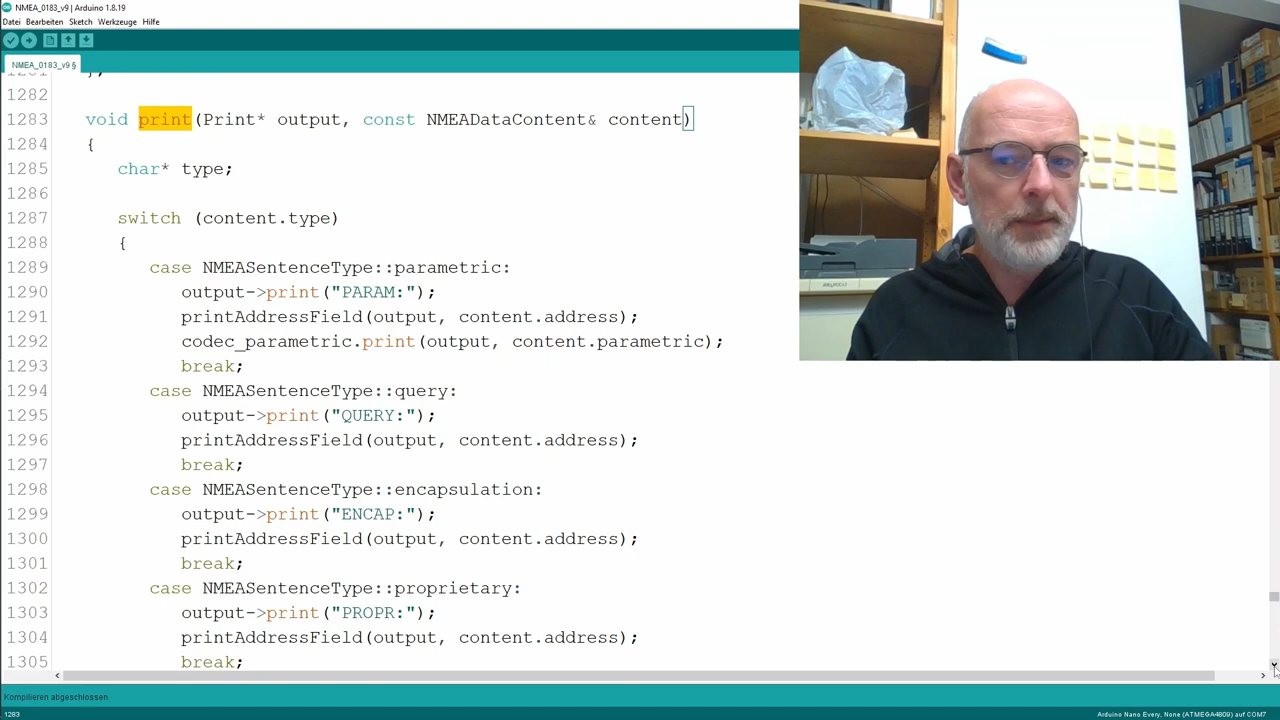 NMEA_0183_v9 | Arduino 1.8.19
Datei Bearbeiten Sketch Werkzeuge Hilfe
NMEA_0183_v9 §
1282
1283 void print(Print* output, const NMEADataContent& content)
1284 {
1285 char* type;
1286
1287 switch (content.type)
1288 {
1289 case NMEASentenceType::parametric:
1290 output->print("PARAM:");
1291 printAddressField(output, content.address);
1292 codec_parametric.print(output, content.parametric);
1293 break;
1294 case NMEASentenceType::query:
1295 output->print("QUERY:");
1296 printAddressField(output, content.address);
1297 break;
1298 case NMEASentenceType::encapsulation:
1299 output->print("ENCAP:");
1300 printAddressField(output, content.address);
1301 break;
1302 case NMEASentenceType::proprietary:
1303 output->print("PROPR:");
1304 printAddressField(output, content.address);
1305 break;
Kompilieren abgeschlossen.
1283 Arduino Nano Every, None (ATMEGA4809) auf COM7